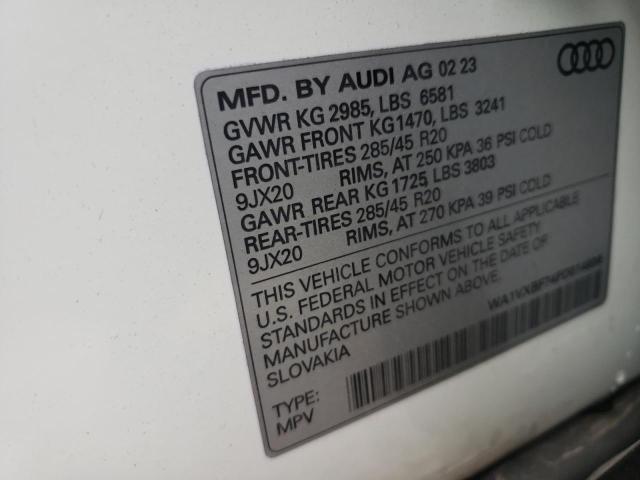 MFD. BY AUDI AG 02 23
GVWR KG 2985, LBS 6581
GAWR FRONT KG1470, LBS 3241
FRONT-TIRES 285/45 R20
9JX20 RIMS, AT 250 KPA 36 PSI COLD
GAWR REAR KG 1725, LBS 3803
REAR-TIRES 285/45 R20
9JX20 RIMS, AT 270 KPA 39 PSI COLD
THIS VEHICLE CONFORMS TO ALL APPLICABLE
U.S. FEDERAL MOTOR VEHICLE SAFETY
STANDARDS IN EFFECT ON THE DATE OF
MANUFACTURE SHOWN ABOVE.
SLOVAKIA
TYPE:
MPV